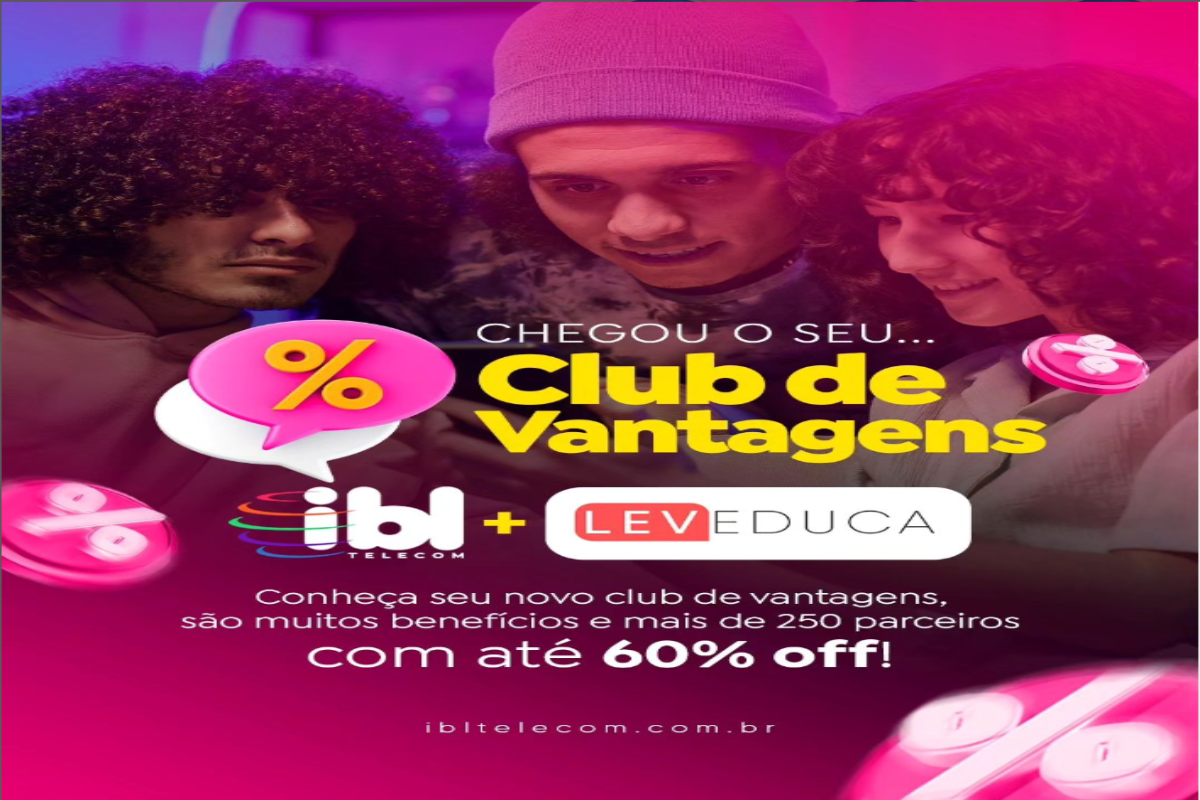 CHEGOU O SEU...
Club de
Vantagens
ibl + LEVEDUCA
TELECOM
Conheça seu novo club de vantagens,
são muitos benefícios e mais de 250 parceiros
com até 60% off!
ibltelecom.com.br